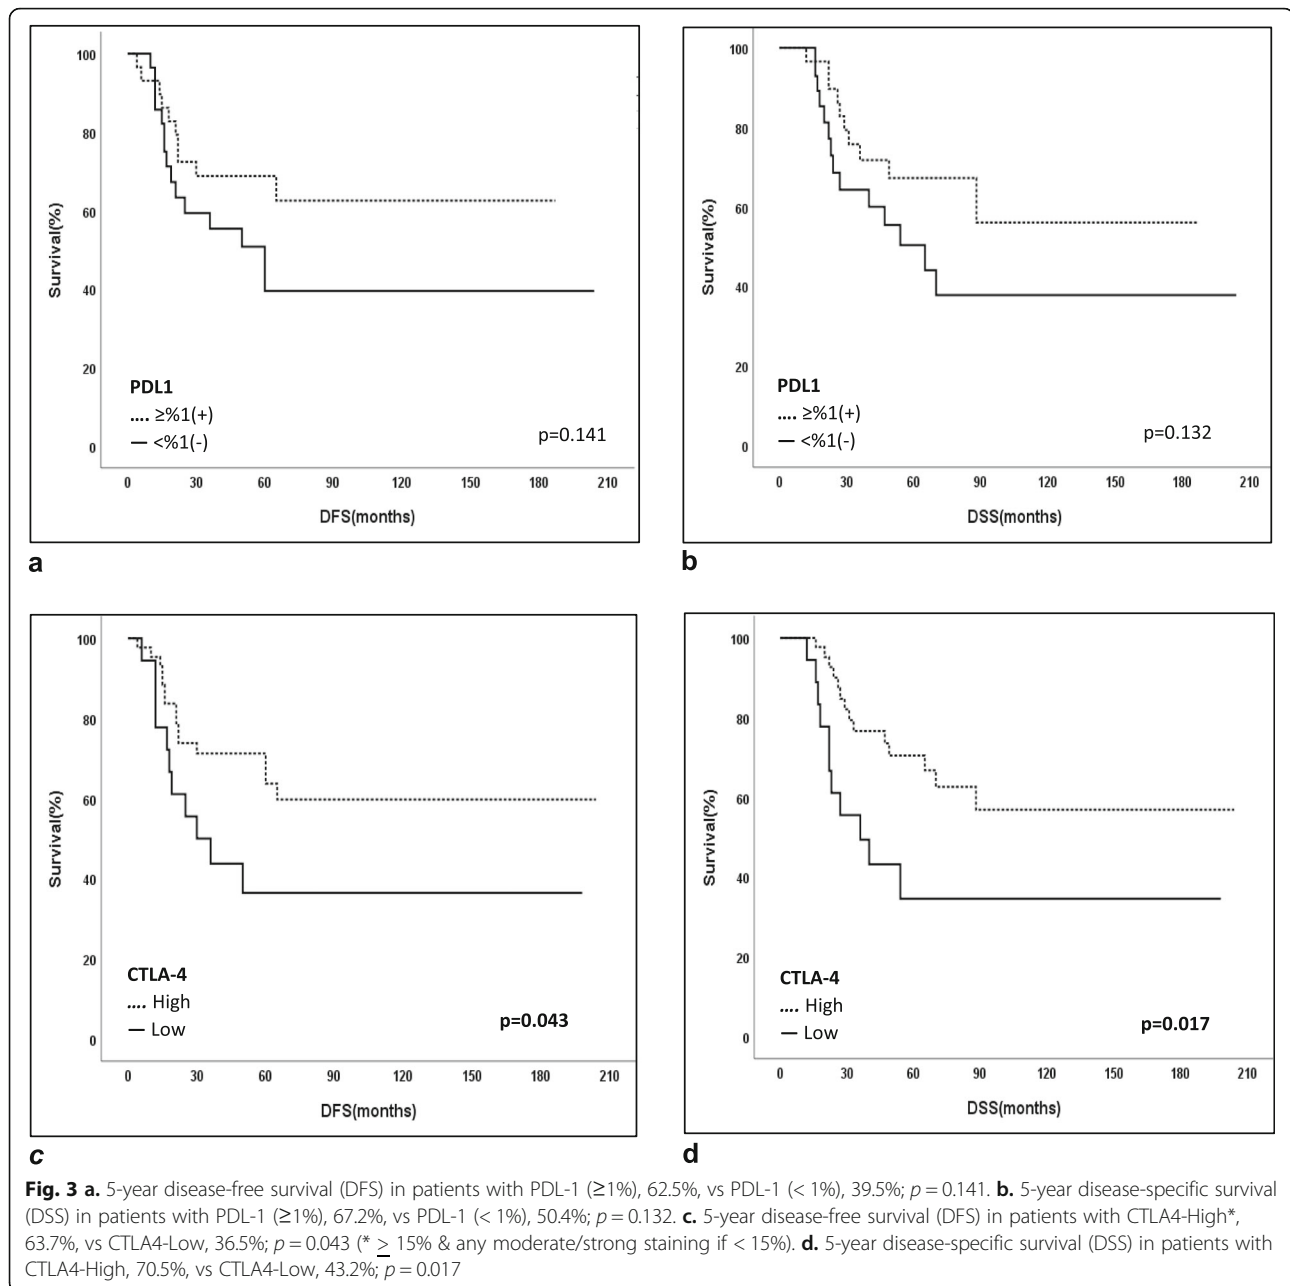 100
80
60
40
20
0
Survival(%)
PDL1
.... ≥%1(+)
— <%1(-)
p=0.141
0 30 60 90 120 150 180 210
DFS(months)
a
100
80
60
40
20
0
Survival(%)
PDL1
.... ≥%1(+)
— <%1(-)
p=0.132
0 30 60 90 120 150 180 210
DSS(months)
b
100
80
60
40
20
0
Survival(%)
CTLA-4
.... High
— Low
p=0.043
0 30 60 90 120 150 180 210
DFS(months)
c
100
80
60
40
20
0
Survival(%)
CTLA-4
.... High
— Low
p=0.017
0 30 60 90 120 150 180 210
DSS(months)
d
Fig. 3 a. 5-year disease-free survival (DFS) in patients with PDL-1 (≥1%), 62.5%, vs PDL-1 (< 1%), 39.5%; p = 0.141. b. 5-year disease-specific survival
(DSS) in patients with PDL-1 (≥1%), 67.2%, vs PDL-1 (< 1%), 50.4%; p = 0.132. c. 5-year disease-free survival (DFS) in patients with CTLA4-High*,
63.7%, vs CTLA4-Low, 36.5%; p = 0.043 (* ≥ 15% & any moderate/strong staining if < 15%). d. 5-year disease-specific survival (DSS) in patients with
CTLA4-High, 70.5%, vs CTLA4-Low, 43.2%; p = 0.017